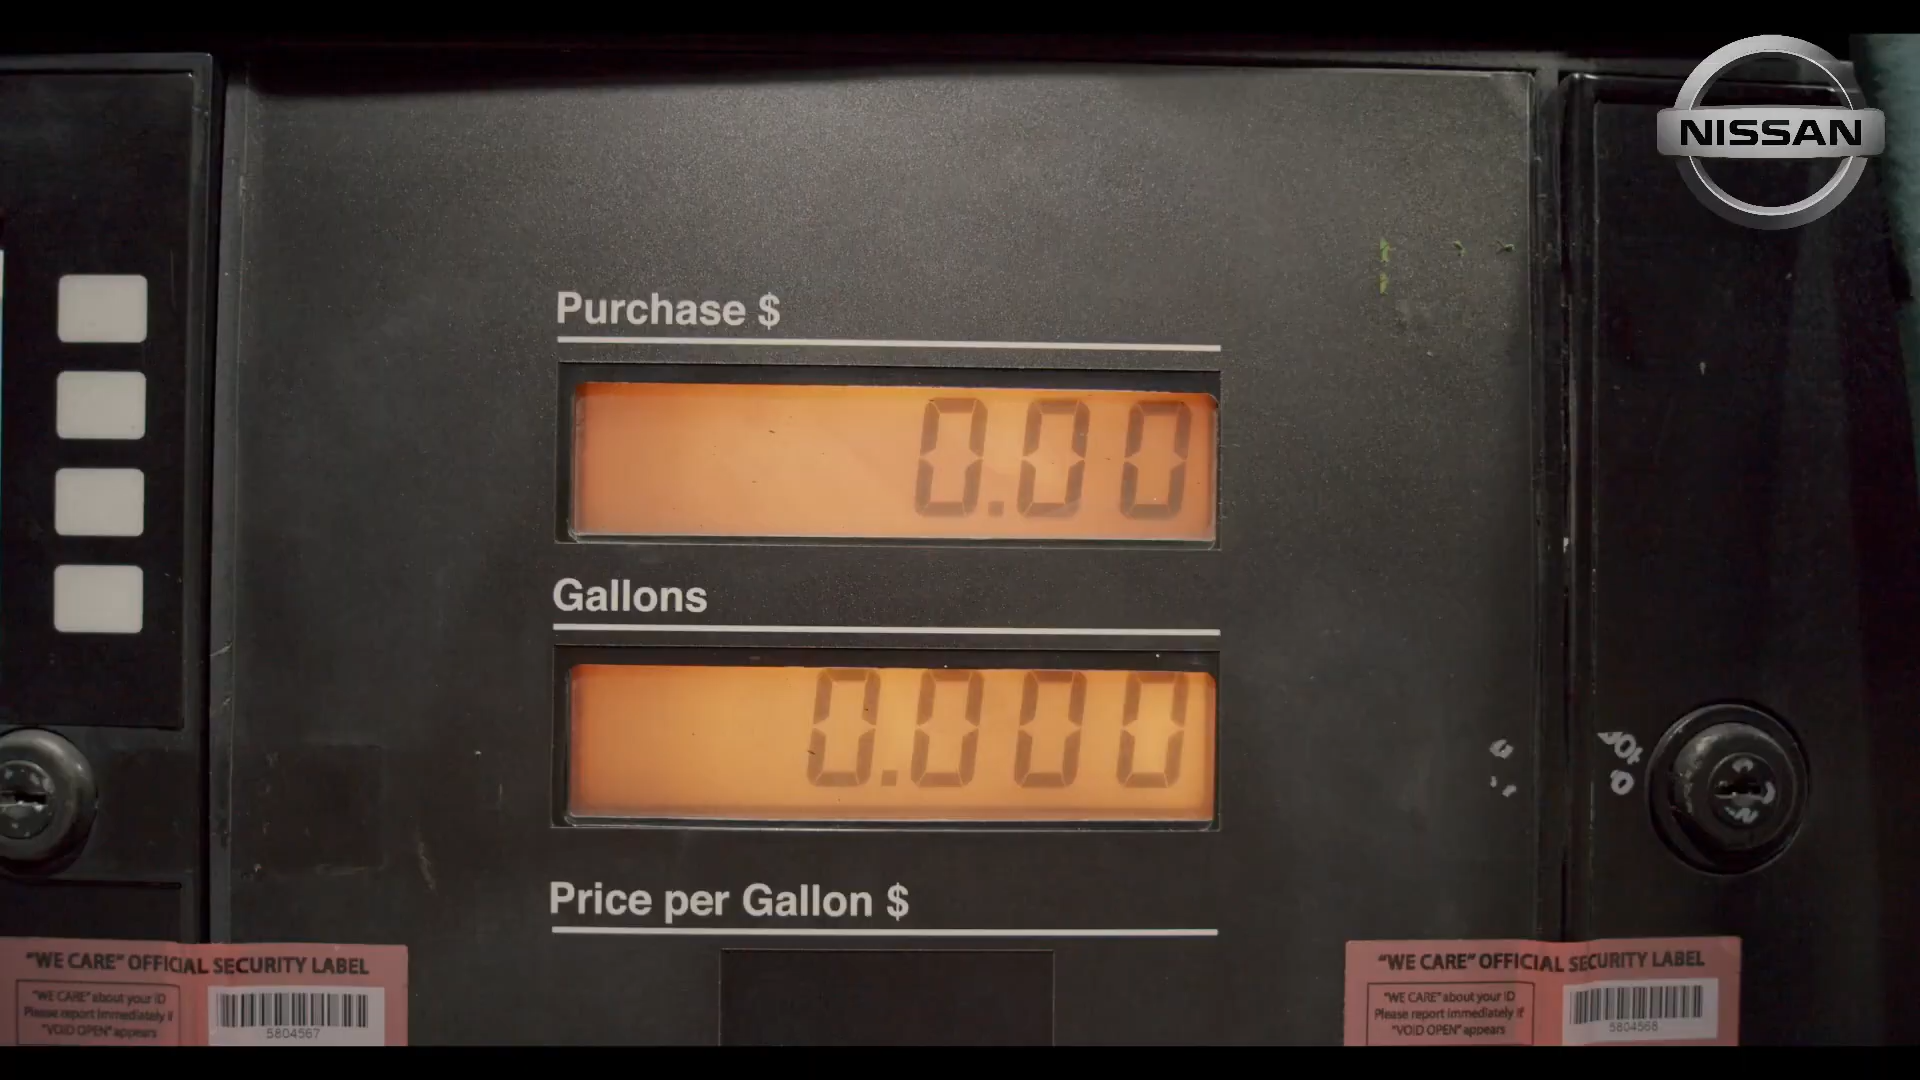 NISSAN
Purchase $
0.00
Gallons
0.000
Price per Gallon $
"WE CARE" OFFICIAL SECURITY LABEL
"WE CARE" about your ID
Please report immediately if
"VOID OPEN" appears
5804567
"WE CARE" OFFICIAL SECURITY LABEL
"WE CARE" about your ID
Please report immediately if
"VOID OPEN" appears
5804568